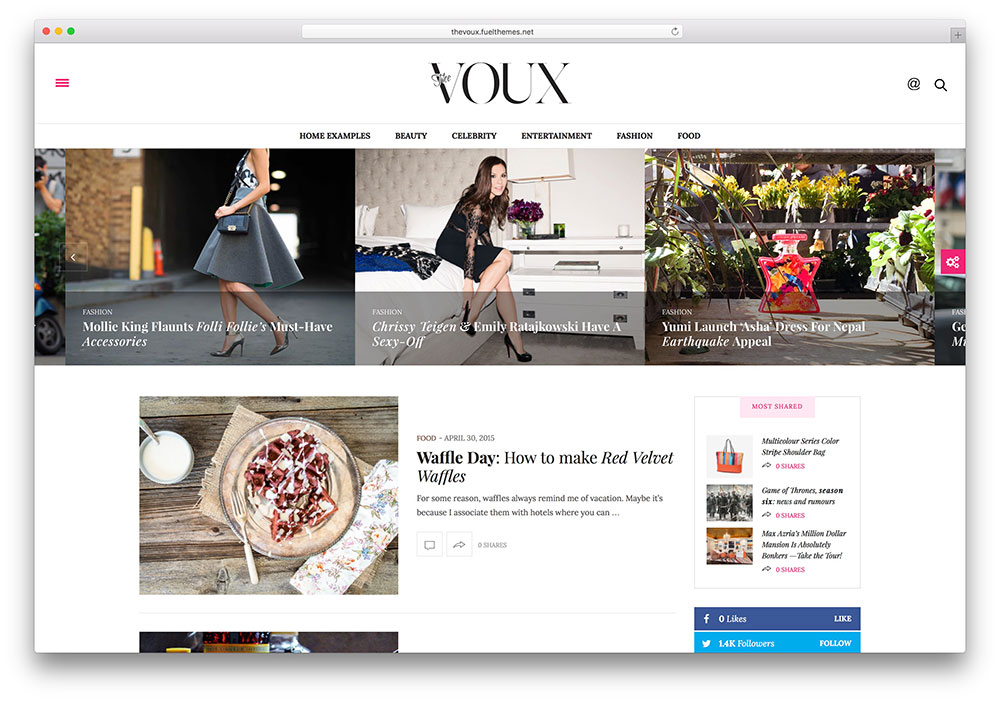 thevoux.fuelthemes.net
The VOUX
HOME EXAMPLES BEAUTY CELEBRITY ENTERTAINMENT FASHION FOOD
FASHION
Mollie King Flaunts Folli Follie's Must-Have
Accessories
FASHION
Chrissy Teigen & Emily Ratajkowski Have A
Sexy-Off
FASHION
Yumi Launch 'Asha' Dress For Nepal
Earthquake Appeal
FOOD - APRIL 30, 2015
Waffle Day: How to make Red Velvet
Waffles
For some reason, waffles always remind me of vacation. Maybe it's
because I associate them with hotels where you can ...
0 SHARES
MOST SHARED
Multicolour Series Color
Stripe Shoulder Bag
0 SHARES
Game of Thrones, season
six: news and rumours
0 SHARES
Max Azria's Million Dollar
Mansion Is Absolutely
Bonkers —Take the Tour!
0 SHARES
0 Likes LIKE
1.4K Followers FOLLOW